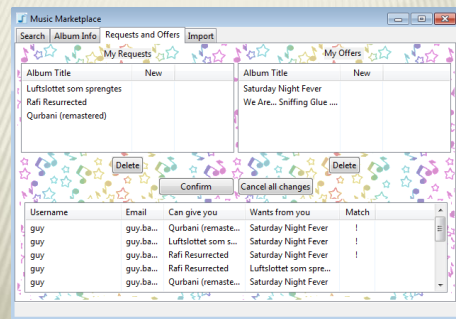 Music Marketplace
Search Album Info Requests and Offers Import
My Requests My Offers
Album Title New Album Title New
Luftslottet som sprengtes Saturday Night Fever
Rafi Resurrected We Are... Sniffing Glue ....
Qurbani (remastered)
Delete Delete
Confirm Cancel all changes
Username Email Can give you Wants from you Match
guy guy.ba... Qurbani (remaste... Saturday Night Fever !
guy guy.ba... Luftslottet som s... Saturday Night Fever !
guy guy.ba... Rafi Resurrected Saturday Night Fever !
guy guy.ba... Rafi Resurrected Luftslottet som spre...
guy guy.ba... Qurbani (remaste... Saturday Night Fever